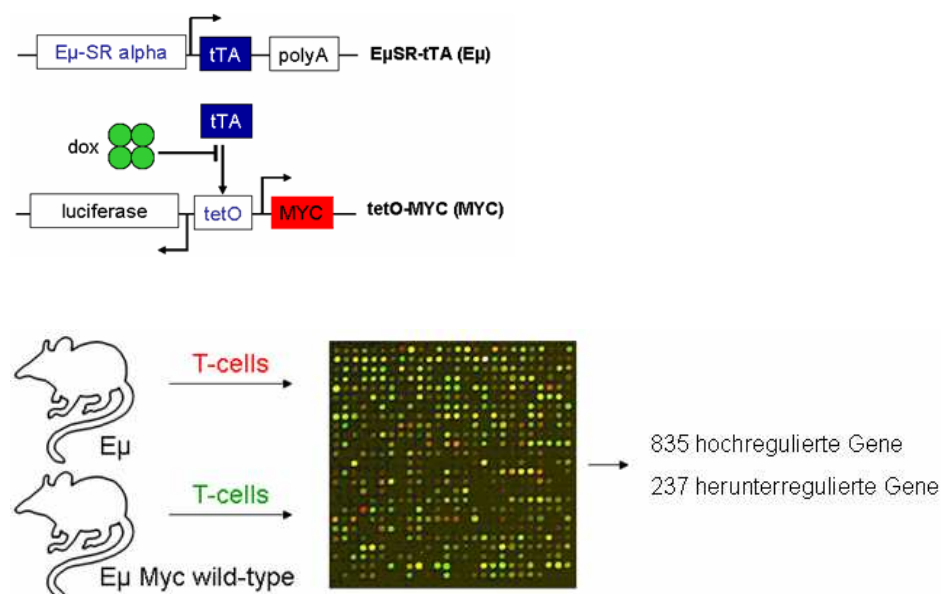 Eμ-SR alpha tTA polyA EμSR-tTA (Eμ)
tTA
dox
luciferase tetO MYC tetO-MYC (MYC)
T-cells
Eμ
835 hochregulierte Gene
237 herunterregulierte Gene
T-cells
Eμ Myc wild-type